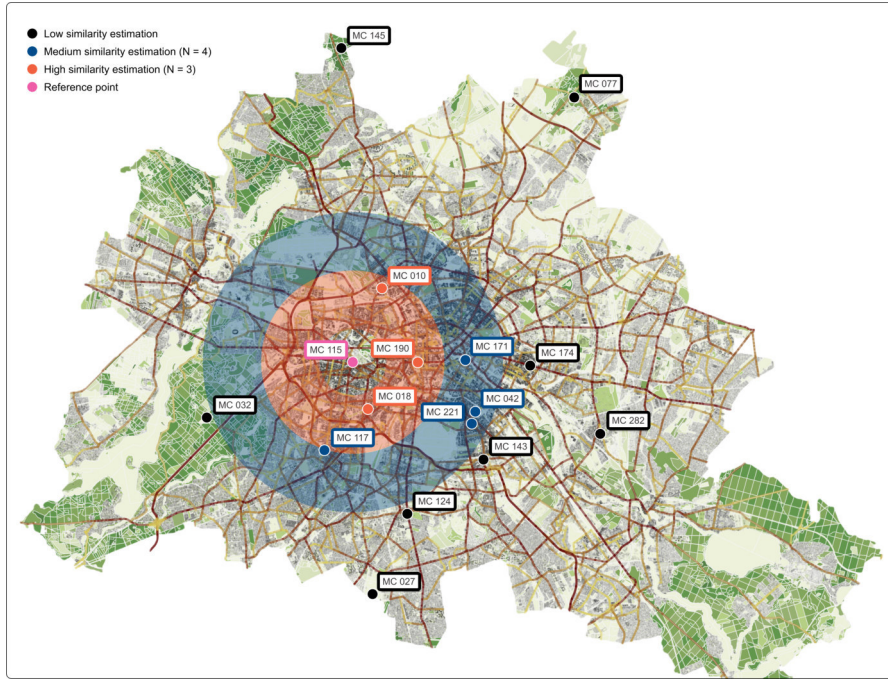 Low similarity estimation
Medium similarity estimation (N = 4)
High similarity estimation (N = 3)
Reference point
MC 145
MC 077
MC 010
MC 115
MC 190
MC 171
MC 174
MC 018
MC 042
MC 032
MC 221
MC 282
MC 117
MC 143
MC 124
MC 027